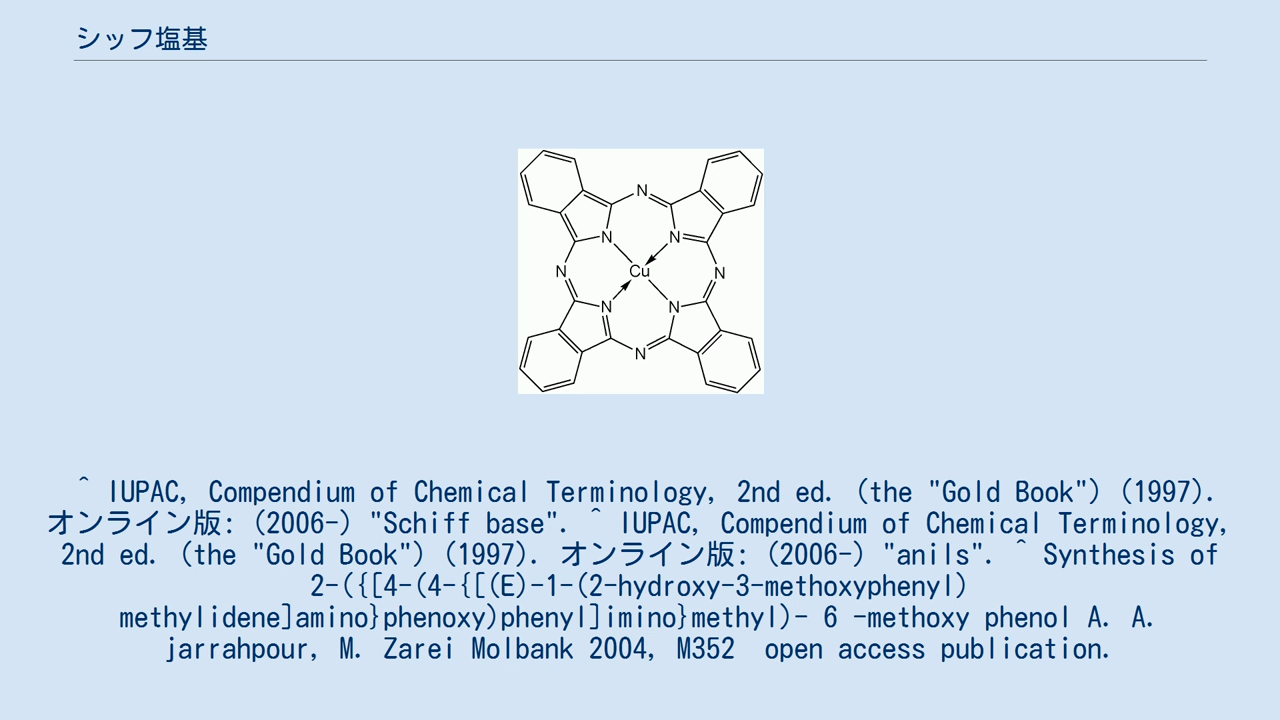 シッフ塩基
N
N
N
N
Cu
N
N
N
N
^ IUPAC, Compendium of Chemical Terminology, 2nd ed. (the "Gold Book") (1997).
オンライン版: (2006-) "Schiff base". ^ IUPAC, Compendium of Chemical Terminology,
2nd ed. (the "Gold Book") (1997). オンライン版: (2006-) "anils". ^ Synthesis of
2-({[4-(4-{[(E)-1-(2-hydroxy-3-methoxyphenyl)
methylidene]amino}phenoxy)phenyl]imino}methyl)- 6 -methoxy phenol A. A.
jarrahpour, M. Zarei Molbank 2004, M352  open access publication.